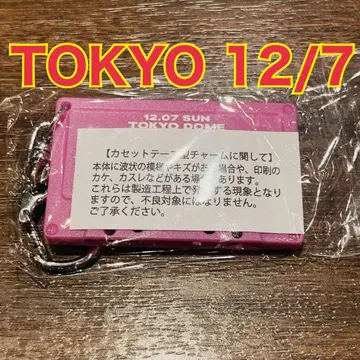 TOKYO 12/7
12.07 SUN
TOKYO DOME
【カセットテープ型チャームに関して】
本体に波状の模様やキズがある場合や、印刷の
カケ、カスレなどがある場合があります。
これらは製造工程上で発生する現象となり
ますので、不良対象にはなりません。
ご了承ください。